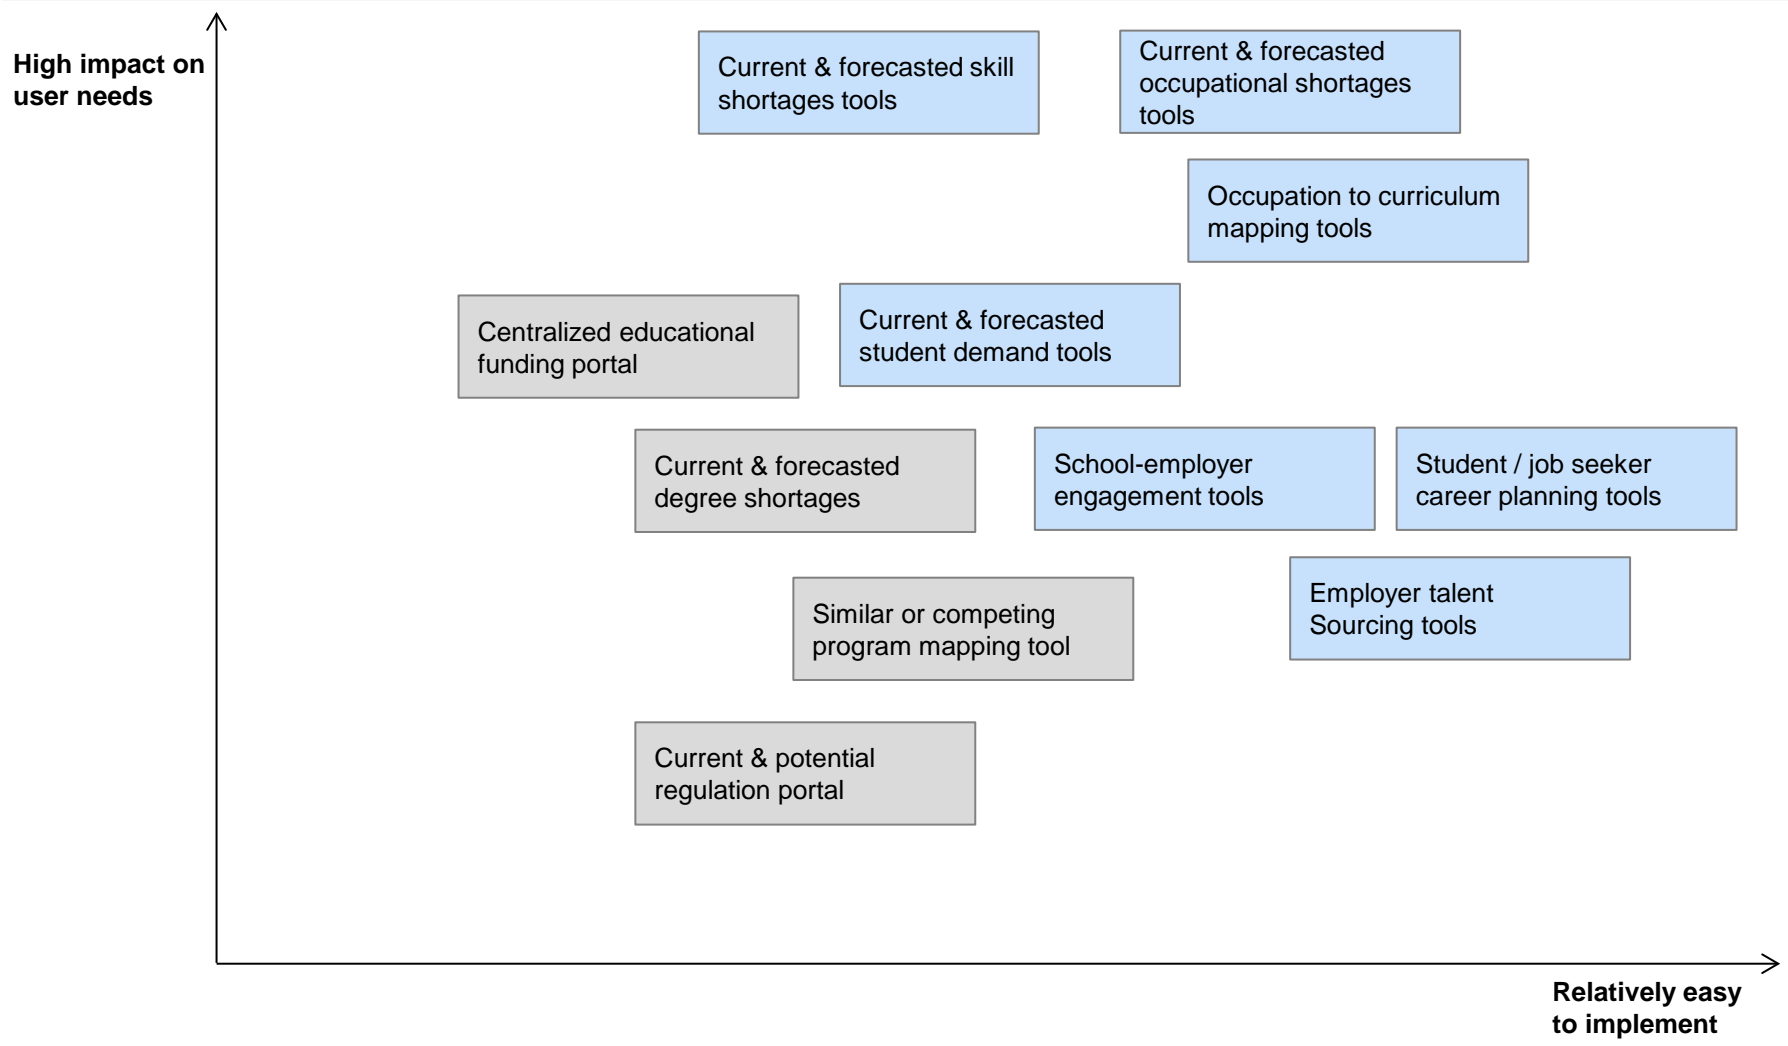 High impact on
user needs
Current & forecasted skill
shortages tools
Current & forecasted
occupational shortages
tools
Occupation to curriculum
mapping tools
Centralized educational
funding portal
Current & forecasted
student demand tools
Current & forecasted
degree shortages
School-employer
engagement tools
Student / job seeker
career planning tools
Similar or competing
program mapping tool
Employer talent
Sourcing tools
Current & potential
regulation portal
Relatively easy
to implement